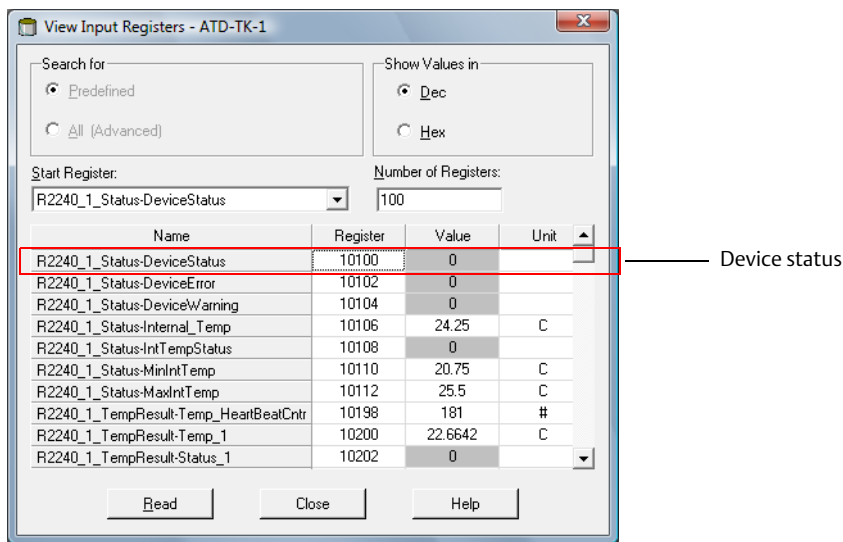 View Input Registers - ATD-TK-1
Search for
Predefined
All (Advanced)
Show Values in
Dec
Hex
Start Register:
R2240_1_Status-DeviceStatus
Number of Registers:
100
Name Register Value Unit
R2240_1_Status-DeviceStatus 10100 0
R2240_1_Status-DeviceError 10102 0
R2240_1_Status-DeviceWarning 10104 0
R2240_1_Status-Internal_Temp 10106 24.25 C
R2240_1_Status-IntTempStatus 10108 0
R2240_1_Status-MinIntTemp 10110 20.75 C
R2240_1_Status-MaxIntTemp 10112 25.5 C
R2240_1_TempResult-Temp_HeartBeatCntr 10198 181 #
R2240_1_TempResult-Temp_1 10200 22.6642 C
R2240_1_TempResult-Status_1 10202 0
Read Close Help
Device status